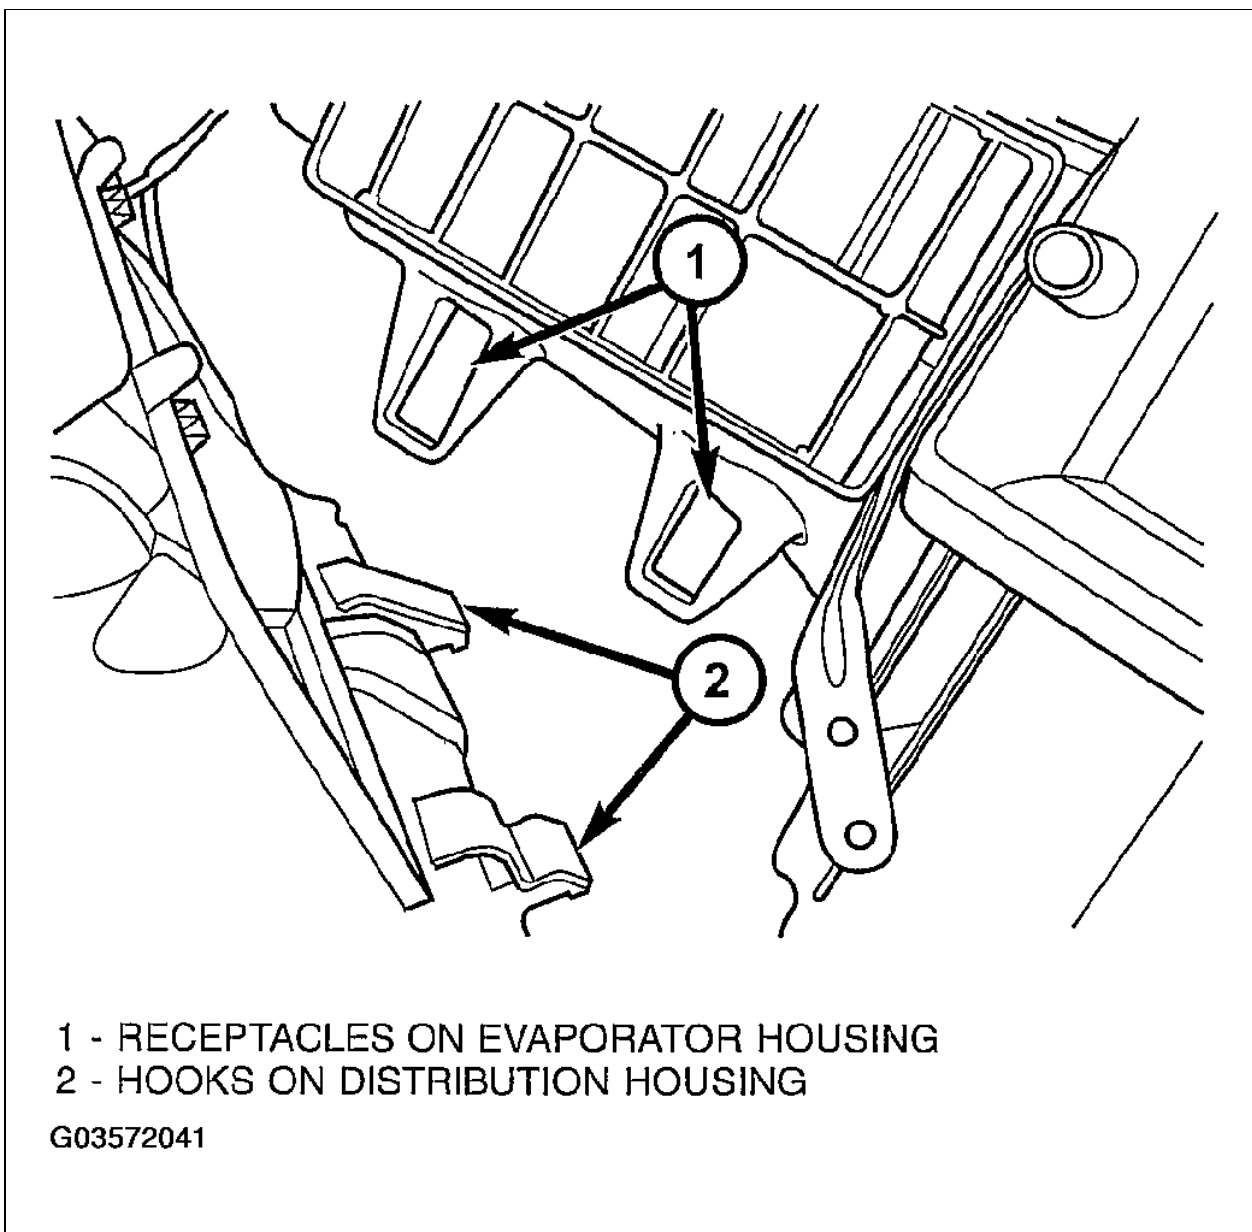 1
2
1 - RECEPTACLES ON EVAPORATOR HOUSING
2 - HOOKS ON DISTRIBUTION HOUSING
G03572041